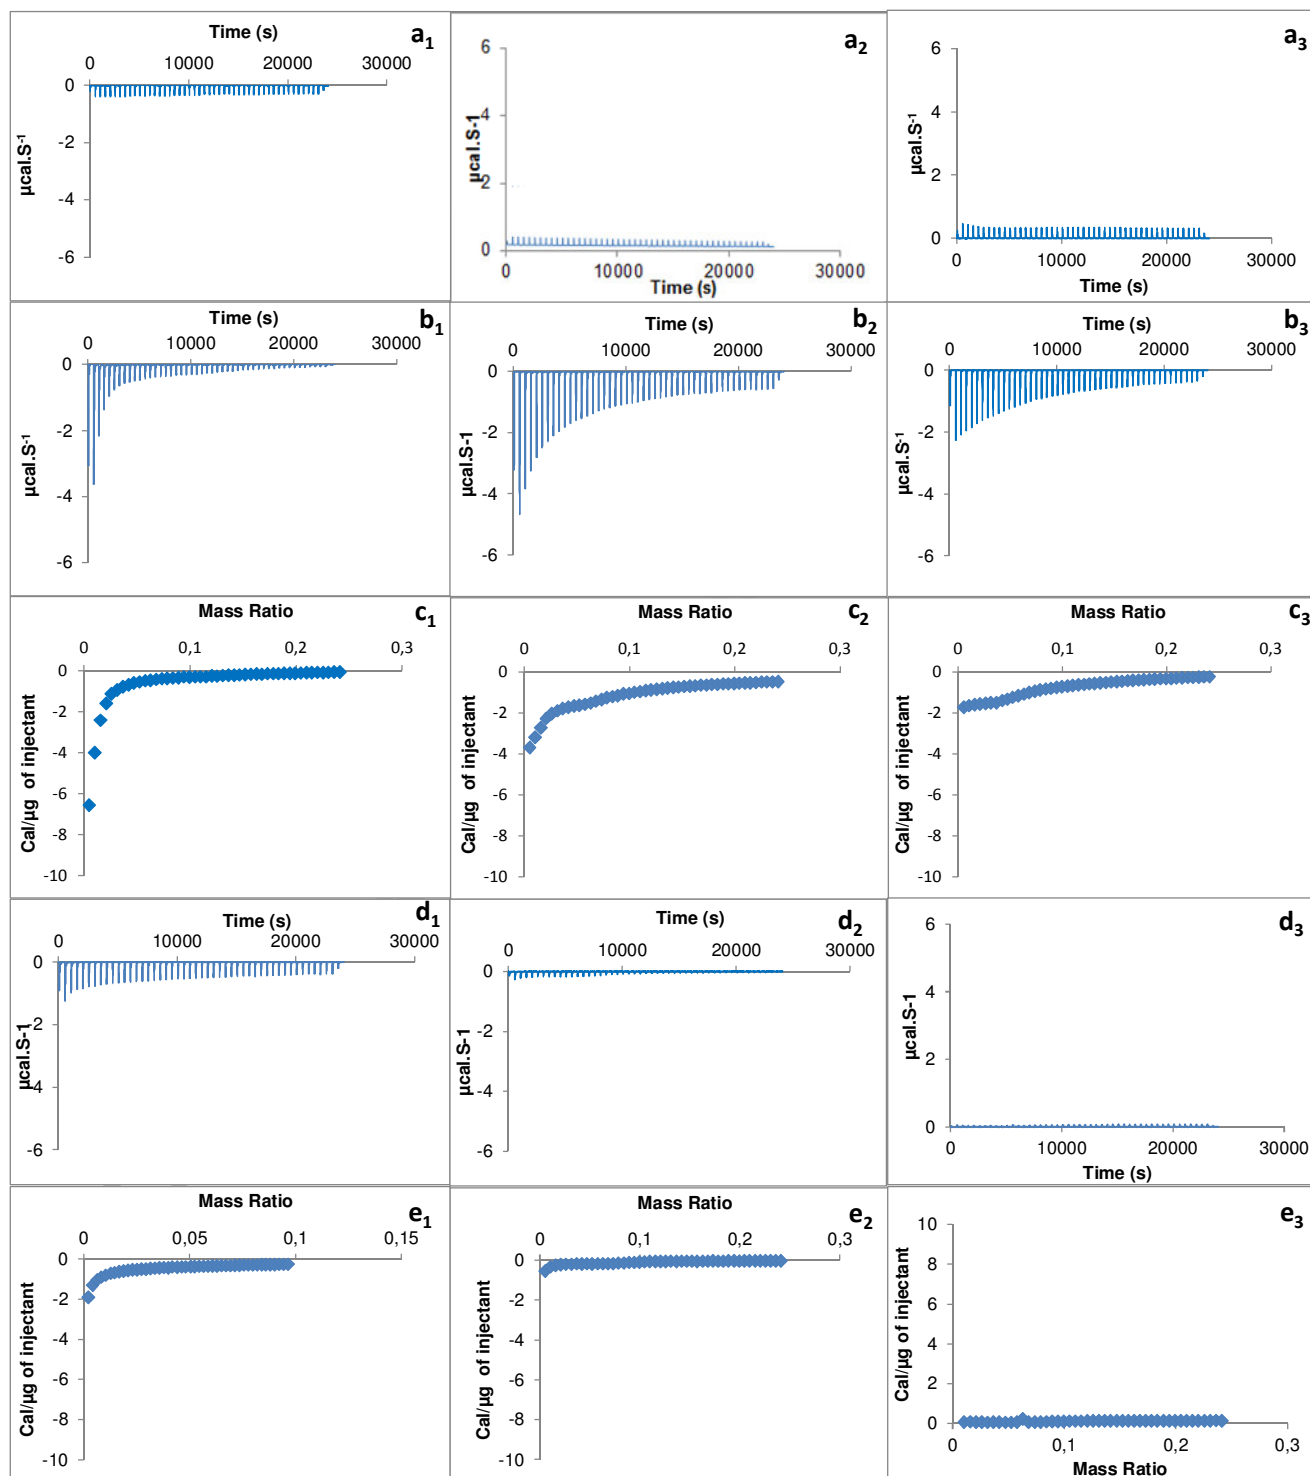 Time (s)
a1
0 10000 20000 30000
0
-2
-4
-6
µcal.S-1
a2
6
4
2
0
µcal.S-1
0 10000 20000 30000
Time (s)
a3
6
4
2
0
µcal.S-1
0 10000 20000 30000
Time (s)
Time (s)
b1
0 10000 20000 30000
0
-2
-4
-6
µcal.S-1
Time (s)
b2
0 10000 20000 30000
0
-2
-4
-6
µcal.S-1
Time (s)
b3
0 10000 20000 30000
0
-2
-4
-6
µcal.S-1
Mass Ratio
c1
0 0,1 0,2 0,3
0
-2
-4
-6
-8
-10
Cal/µg of injectant
Mass Ratio
c2
0 0,1 0,2 0,3
0
-2
-4
-6
-8
-10
Cal/µg of injectant
Mass Ratio
c3
0 0,1 0,2 0,3
0
-2
-4
-6
-8
-10
Cal/µg of injectant
Time (s)
d1
0 10000 20000 30000
0
-2
-4
-6
µcal.S-1
Time (s)
d2
0 10000 20000 30000
0
-2
-4
-6
µcal.S-1
d3
6
4
2
0
µcal.S-1
0 10000 20000 30000
Time (s)
Mass Ratio
e1
0 0,05 0,1 0,15
0
-2
-4
-6
-8
-10
Cal/µg of injectant
Mass Ratio
e2
0 0,1 0,2 0,3
0
-2
-4
-6
-8
-10
Cal/µg of injectant
e3
10
8
6
4
2
0
Cal/µg of injectant
0 0,1 0,2 0,3
Mass Ratio